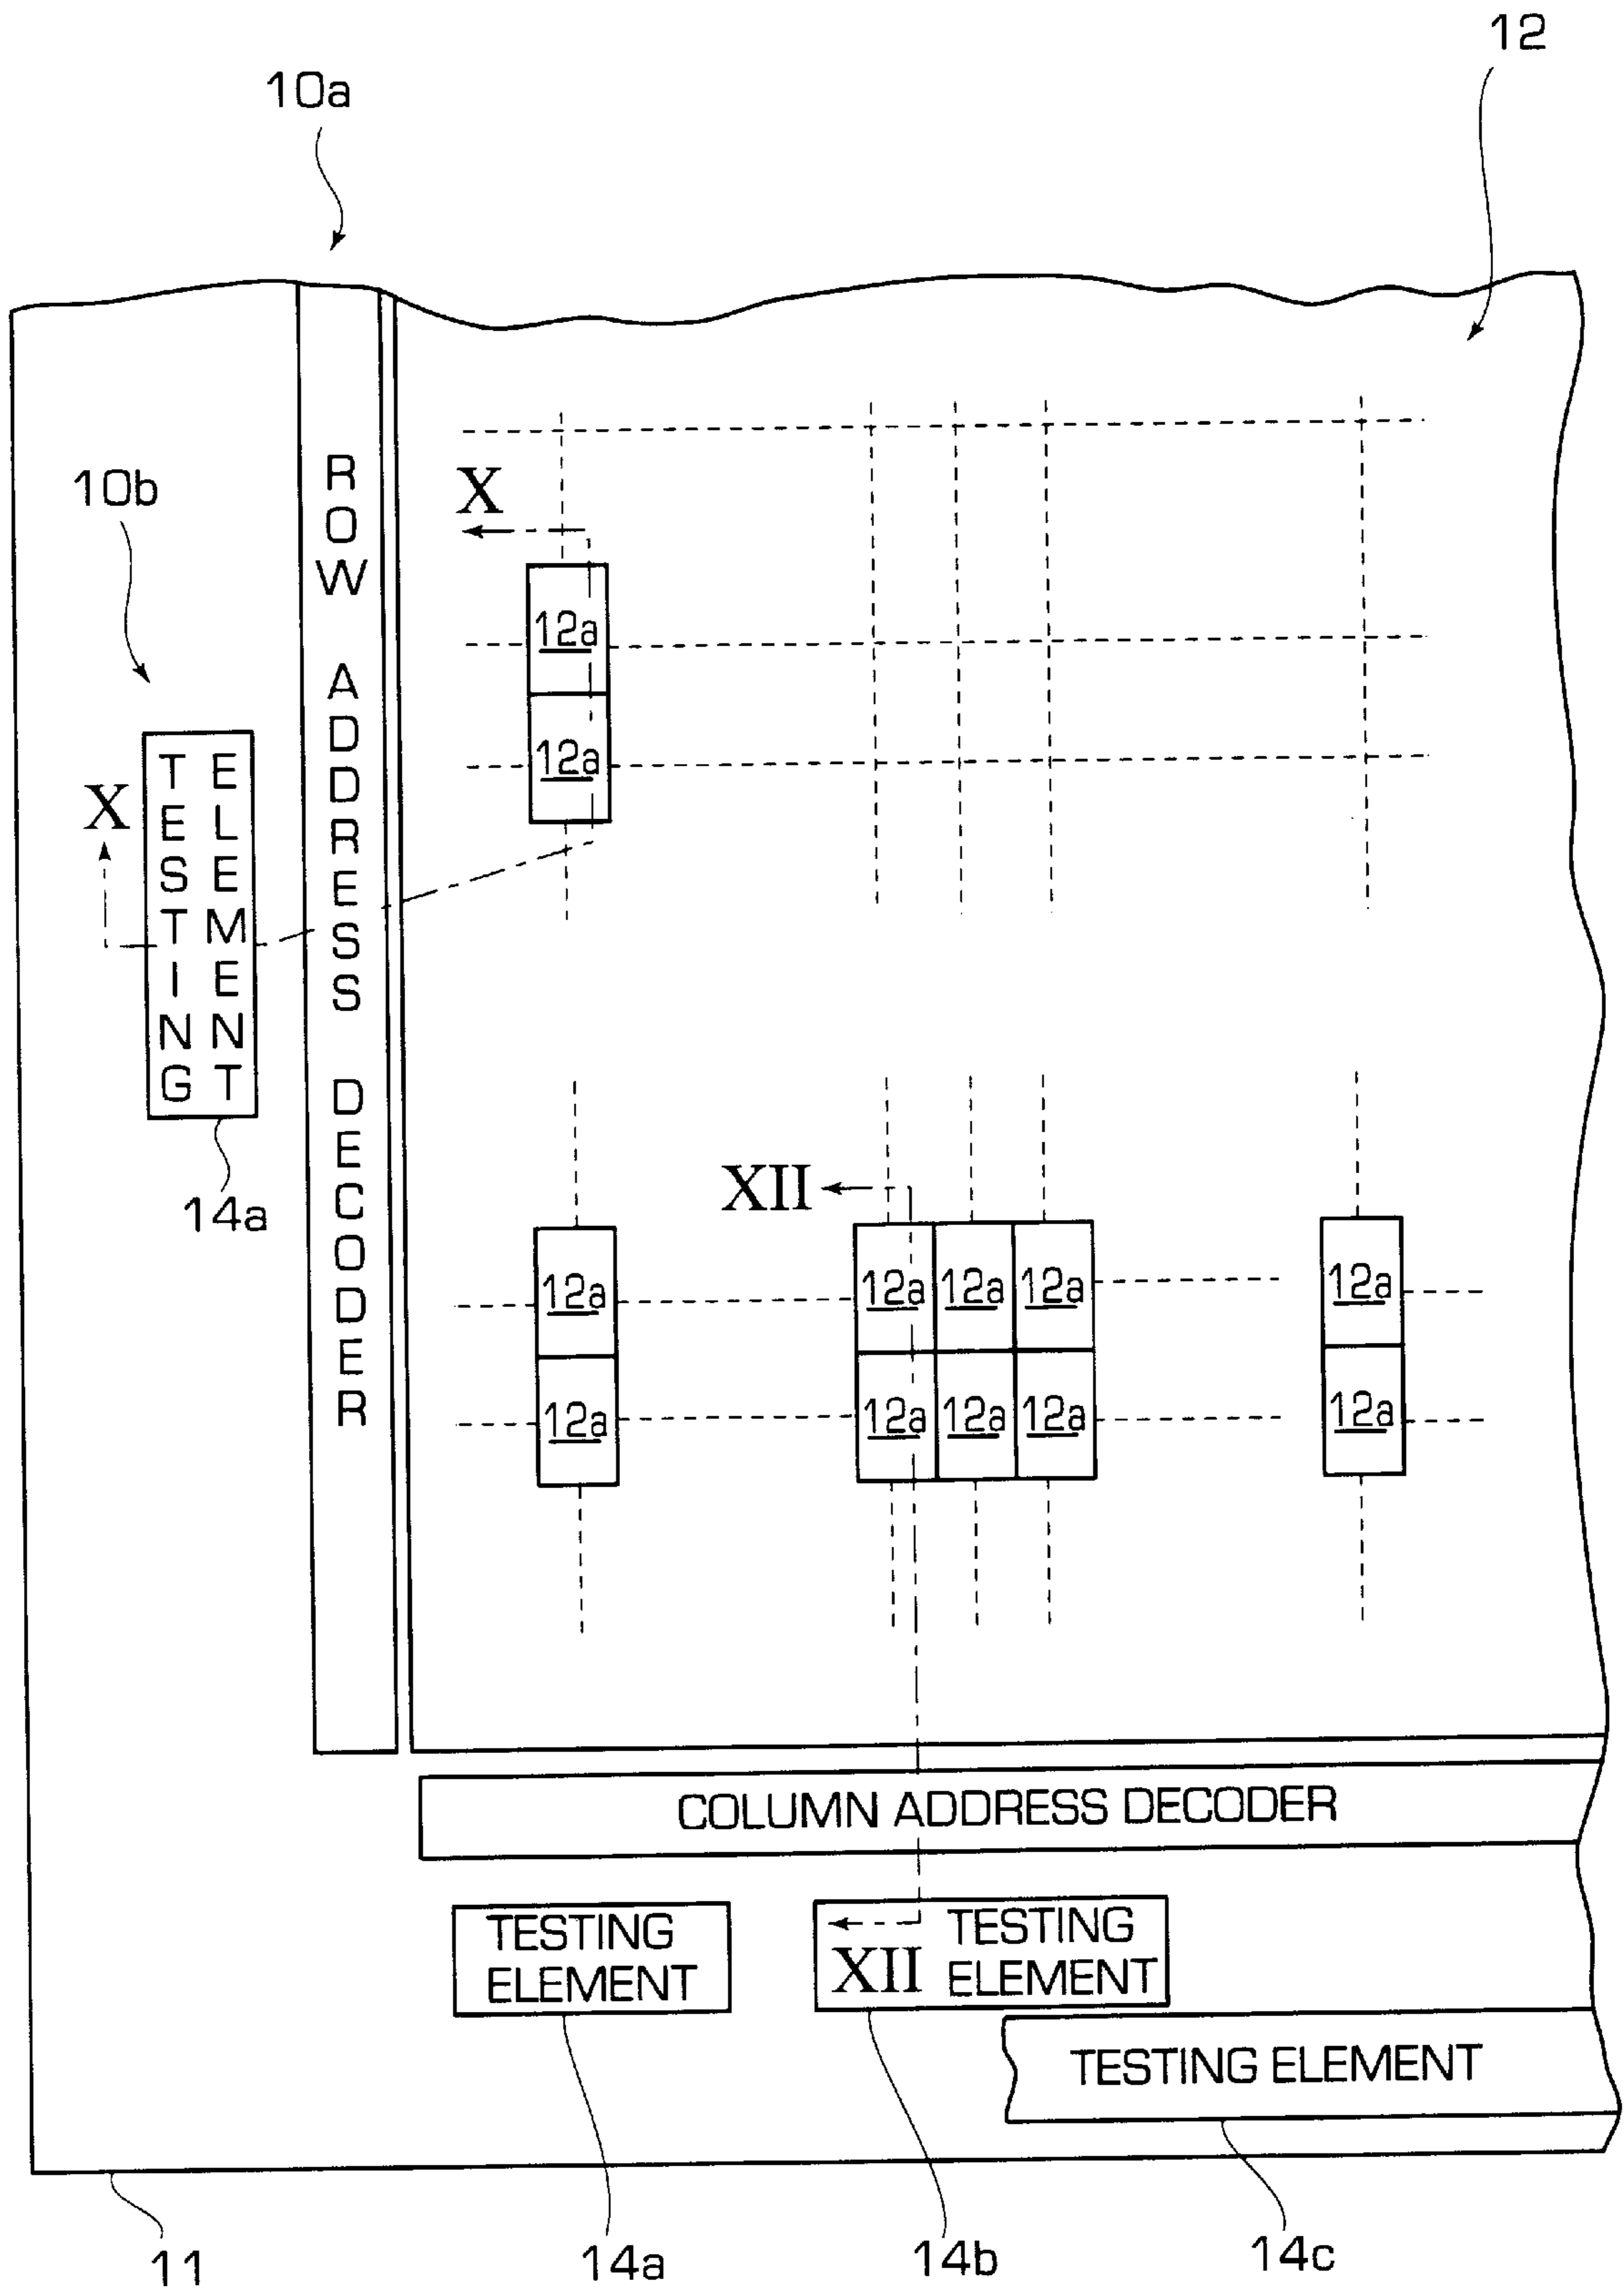 12
10a
10b
X
12a
12a
X
TESTING
ELEMENT
14a
ROW ADDRESS DECODER
XII
12a
12a 12a 12a
12a
12a
12a 12a 12a
12a
COLUMN ADDRESS DECODER
TESTING
ELEMENT
XII
TESTING
ELEMENT
TESTING ELEMENT
11
14a
14b
14c